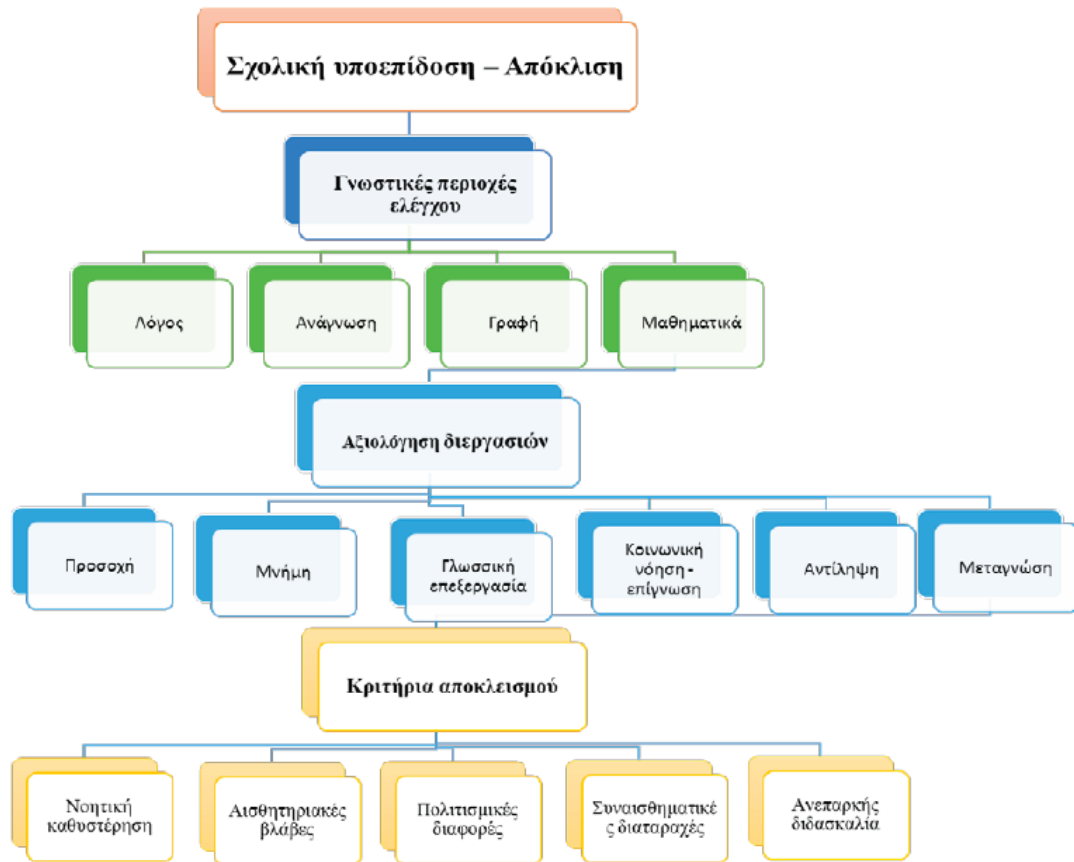 Σχολική υποεπίδοση – Απόκλιση
Γνωστικές περιοχές
ελέγχου
Λόγος
Ανάγνωση
Γραφή
Μαθηματικά
Αξιολόγηση διεργασιών
Προσοχή
Μνήμη
Γλωσσική
επεξεργασία
Κοινωνική
νόηση -
επίγνωση
Αντίληψη
Μεταγνώση
Κριτήρια αποκλεισμού
Νοητική
καθυστέρηση
Αισθητηριακές
βλάβες
Πολιτισμικές
διαφορές
Συναισθηματικέ
ς διαταραχές
Ανεπαρκής
διδασκαλία